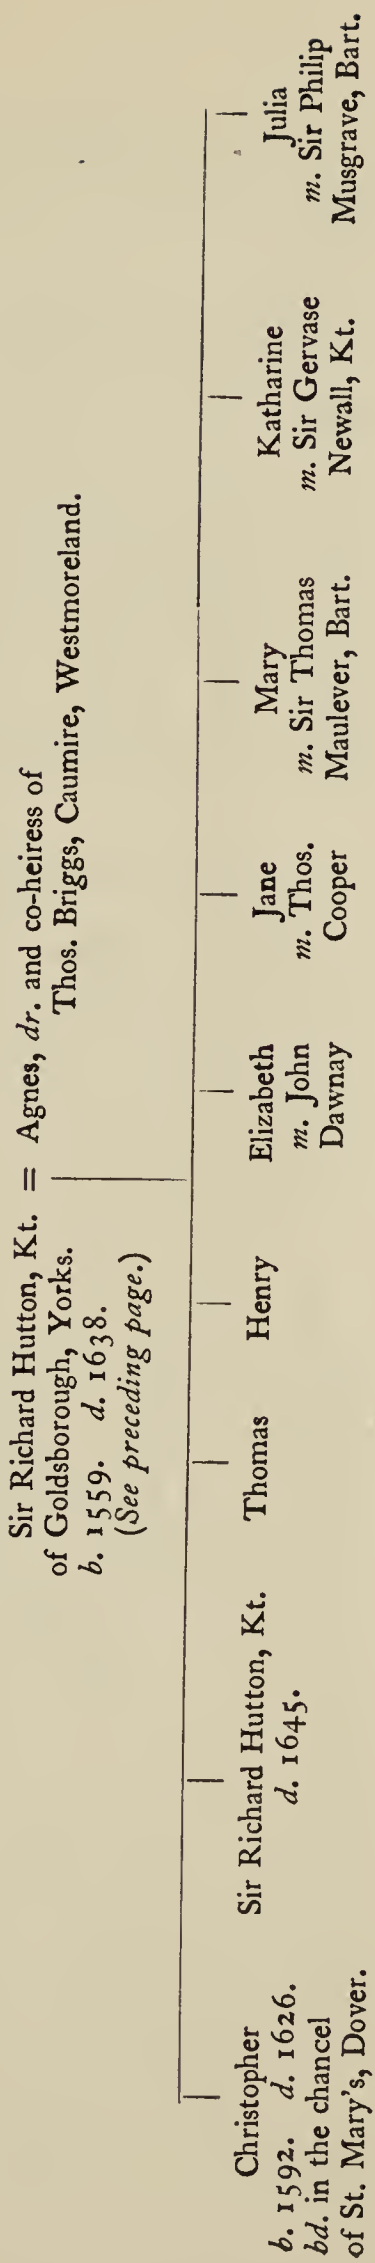 Sir Richard Hutton, Kt. = Agnes, dr. and co-heiress of
of Goldsborough, Yorks. Thos. Briggs, Caumire, Westmoreland.
b. 1559. d. 1638.
(See preceding page.)
Christopher
b. 1592. d. 1626.
bd. in the chancel
of St. Mary's, Dover.
Sir Richard Hutton, Kt.
d. 1645.
Thomas
Henry
Elizabeth
m. John
Dawnay
Jane
m. Thos.
Cooper
Mary
m. Sir Thomas
Maulever, Bart.
Katharine
m. Sir Gervase
Newall, Kt.
Julia
m. Sir Philip
Musgrave, Bart.